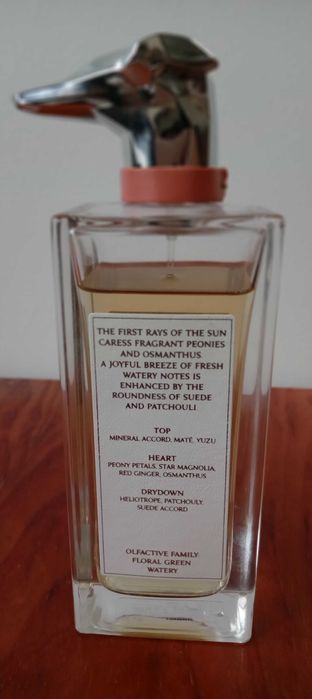 THE FIRST RAYS OF THE SUN
CARESS FRAGRANT PEONIES
AND OSMANTHUS.
A JOYFUL BREEZE OF FRESH
WATERY NOTES IS
ENHANCED BY THE
ROUNDNESS OF SUEDE
AND PATCHOULI
TOP
MINERAL ACCORD, MATÉ, YUZU
HEART
PEONY PETALS, STAR MAGNOLIA,
RED GINGER, OSMANTHUS
DRYDOWN
HELIOTROPE, PATCHOULY,
SUEDE ACCORD
OLFACTIVE FAMILY:
FLORAL GREEN
WATERY